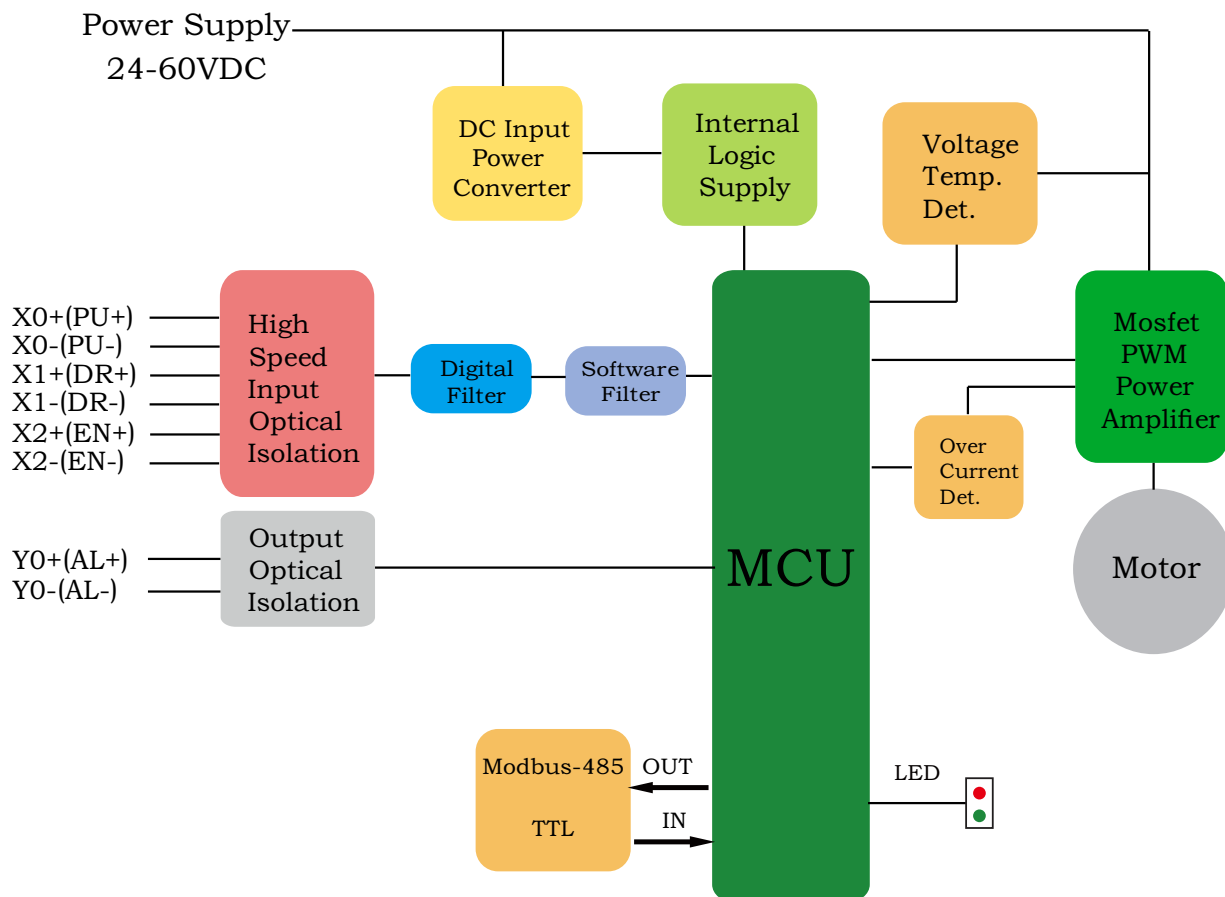 Power Supply
24-60VDC
DC Input
Power
Converter
Internal
Logic
Supply
Voltage
Temp.
Det.
X0+(PU+)
X0-(PU-)
X1+(DR+)
X1-(DR-)
X2+(EN+)
X2-(EN-)
High
Speed
Input
Optical
Isolation
Digital
Filter
Software
Filter
Mosfet
PWM
Power
Amplifier
Over
Current
Det.
Y0+(AL+)
Y0-(AL-)
Output
Optical
Isolation
MCU
Motor
Modbus-485
TTL
OUT
IN
LED